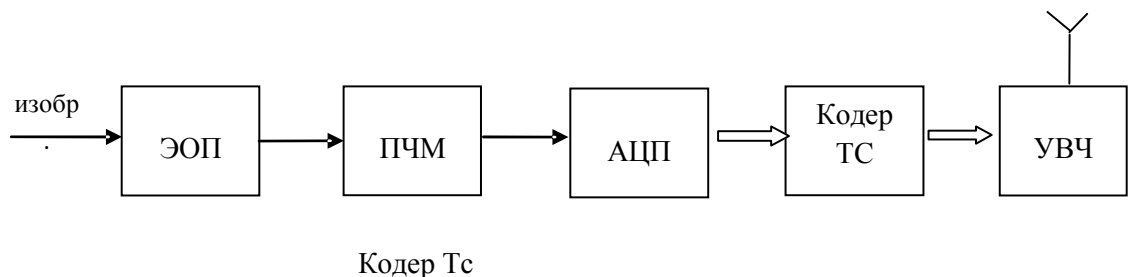 изобр
.
ЭОП
ПЧМ
АЦП
Кодер
ТС
УВЧ
Кодер Тс